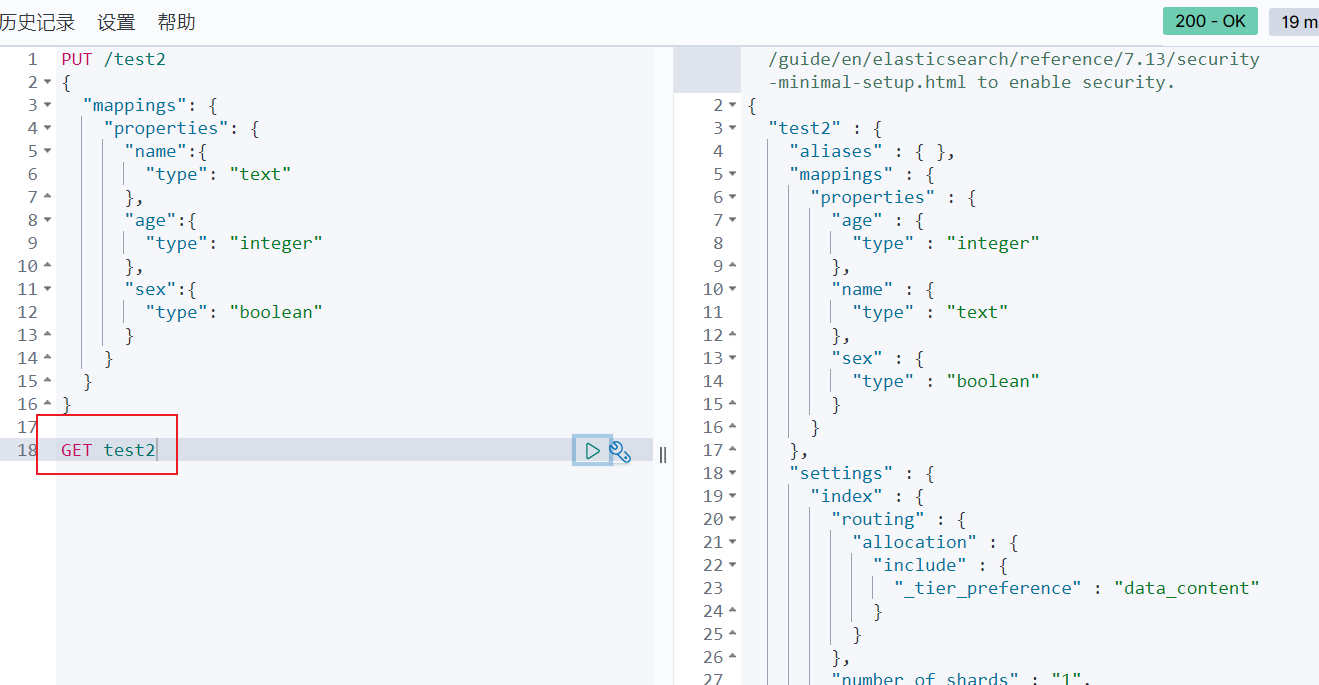 历史记录 设置 帮助
200 - OK
19 m
1 PUT /test2
2 {
3 "mappings": {
4 "properties": {
5 "name":{
6 "type": "text"
7 },
8 "age":{
9 "type": "integer"
10 },
11 "sex":{
12 "type": "boolean"
13 }
14 }
15 }
16 }
17
18 GET test2
/guide/en/elasticsearch/reference/7.13/security
-minimal-setup.html to enable security.
2 {
3 "test2" : {
4 "aliases" : { },
5 "mappings" : {
6 "properties" : {
7 "age" : {
8 "type" : "integer"
9 },
10 "name" : {
11 "type" : "text"
12 },
13 "sex" : {
14 "type" : "boolean"
15 }
16 }
17 },
18 "settings" : {
19 "index" : {
20 "routing" : {
21 "allocation" : {
22 "include" : {
23 "_tier_preference" : "data_content"
24 }
25 }
26 },
27 "number_of_shards" : "1",